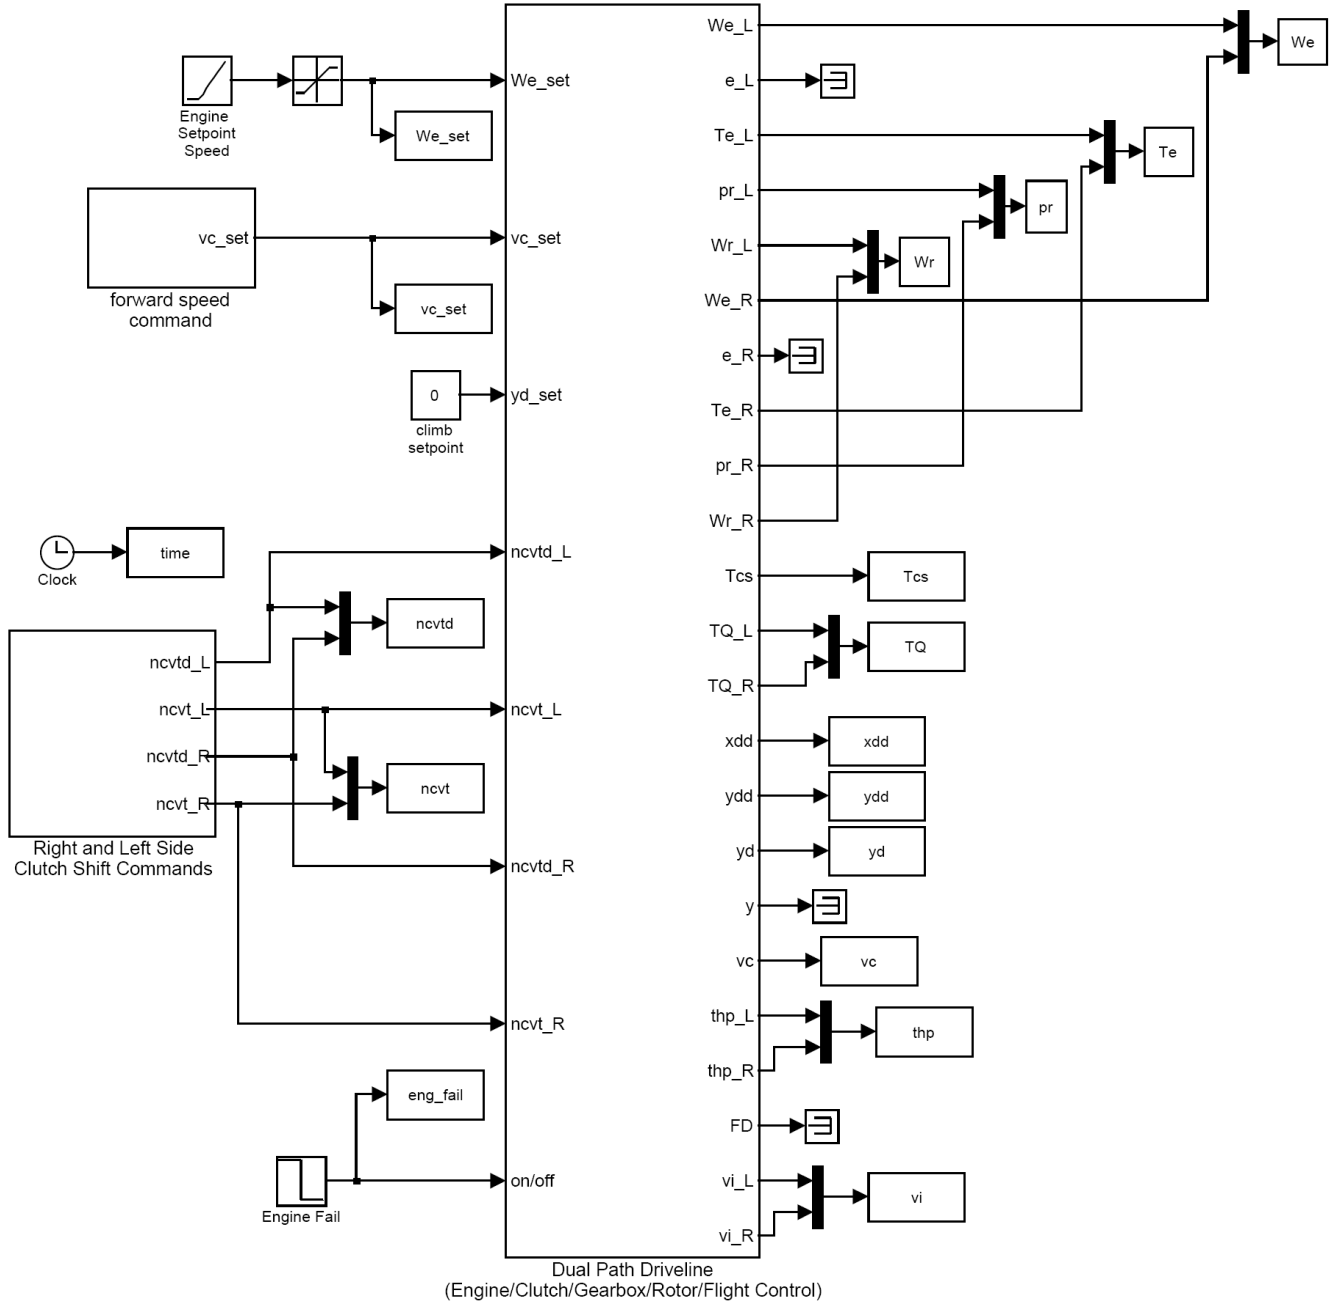 Engine
Setpoint
Speed
We_set
forward speed
command
vc_set
vc_set
0
climb
setpoint
Clock
time
ncvtd_L
ncvt_L
ncvtd_R
ncvt_R
Right and Left Side
Clutch Shift Commands
ncvtd
ncvt
eng_fail
Engine Fail
We_set
vc_set
yd_set
ncvtd_L
ncvt_L
ncvtd_R
ncvt_R
on/off
We_L
e_L
Te_L
pr_L
Wr_L
We_R
e_R
Te_R
pr_R
Wr_R
Tcs
TQ_L
TQ_R
xdd
ydd
yd
y
vc
thp_L
thp_R
FD
vi_L
vi_R
Dual Path Driveline
(Engine/Clutch/Gearbox/Rotor/Flight Control)
We
Te
pr
Wr
Tcs
TQ
xdd
ydd
yd
vc
thp
vi